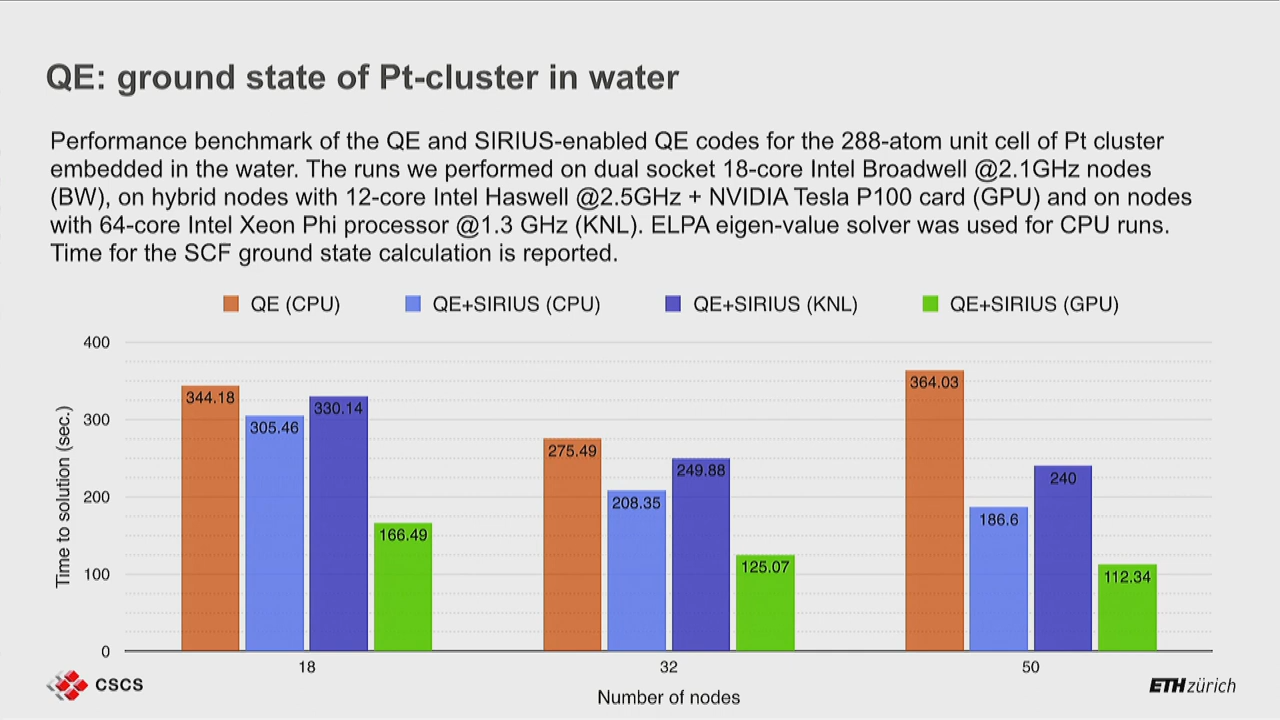 QE: ground state of Pt-cluster in water
Performance benchmark of the QE and SIRIUS-enabled QE codes for the 288-atom unit cell of Pt cluster
embedded in the water. The runs we performed on dual socket 18-core Intel Broadwell @2.1GHz nodes
(BW), on hybrid nodes with 12-core Intel Haswell @2.5GHz + NVIDIA Tesla P100 card (GPU) and on nodes
with 64-core Intel Xeon Phi processor @1.3 GHz (KNL). ELPA eigen-value solver was used for CPU runs.
Time for the SCF ground state calculation is reported.
QE (CPU) QE+SIRIUS (CPU) QE+SIRIUS (KNL) QE+SIRIUS (GPU)
Time to solution (sec.)
400
300
200
100
0
344.18 305.46 330.14 166.49
275.49 208.35 249.88 125.07
364.03 186.6 240 112.34
18 32 50
Number of nodes
CSCS
ETH zürich